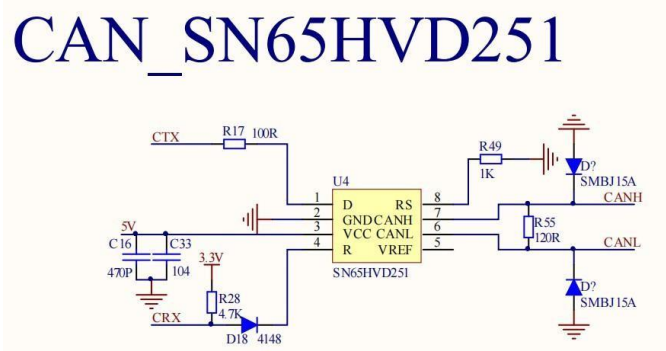 CAN_SN65HVD251
CTX
R17 100R
R49
1K
D?
SMBJ15A
CANH
U4
1 D RS 8
2 GND CANH 7
3 VCC CANL 6
4 R VREF 5
SN65HVD251
R55
120R
CANL
5V
C16
C33
470P
104
3.3V
R28
4.7K
CRX
D18 4148
D?
SMBJ15A